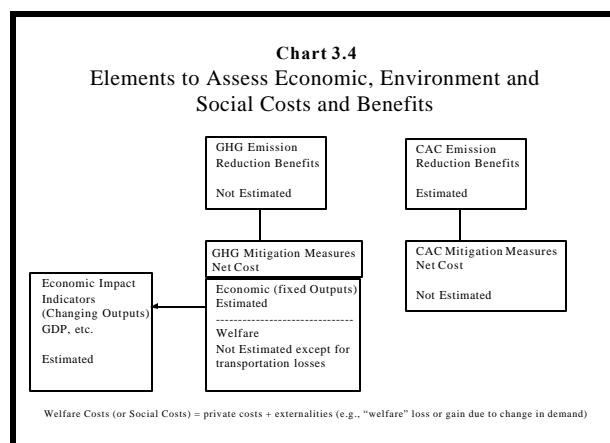 Chart 3.4
Elements to Assess Economic, Environment and
Social Costs and Benefits
GHG Emission
Reduction Benefits
Not Estimated
CAC Emission
Reduction Benefits
Estimated
GHG Mitigation Measures
Net Cost
CAC Mitigation Measures
Net Cost
Not Estimated
Economic Impact
Indicators
(Changing Outputs)
GDP, etc.
Estimated
Economic (fixed Outputs)
Estimated
-------------------------------
Welfare
Not Estimated except for
transportation losses
Welfare Costs (or Social Costs) = private costs + externalities (e.g., “welfare” loss or gain due to change in demand)